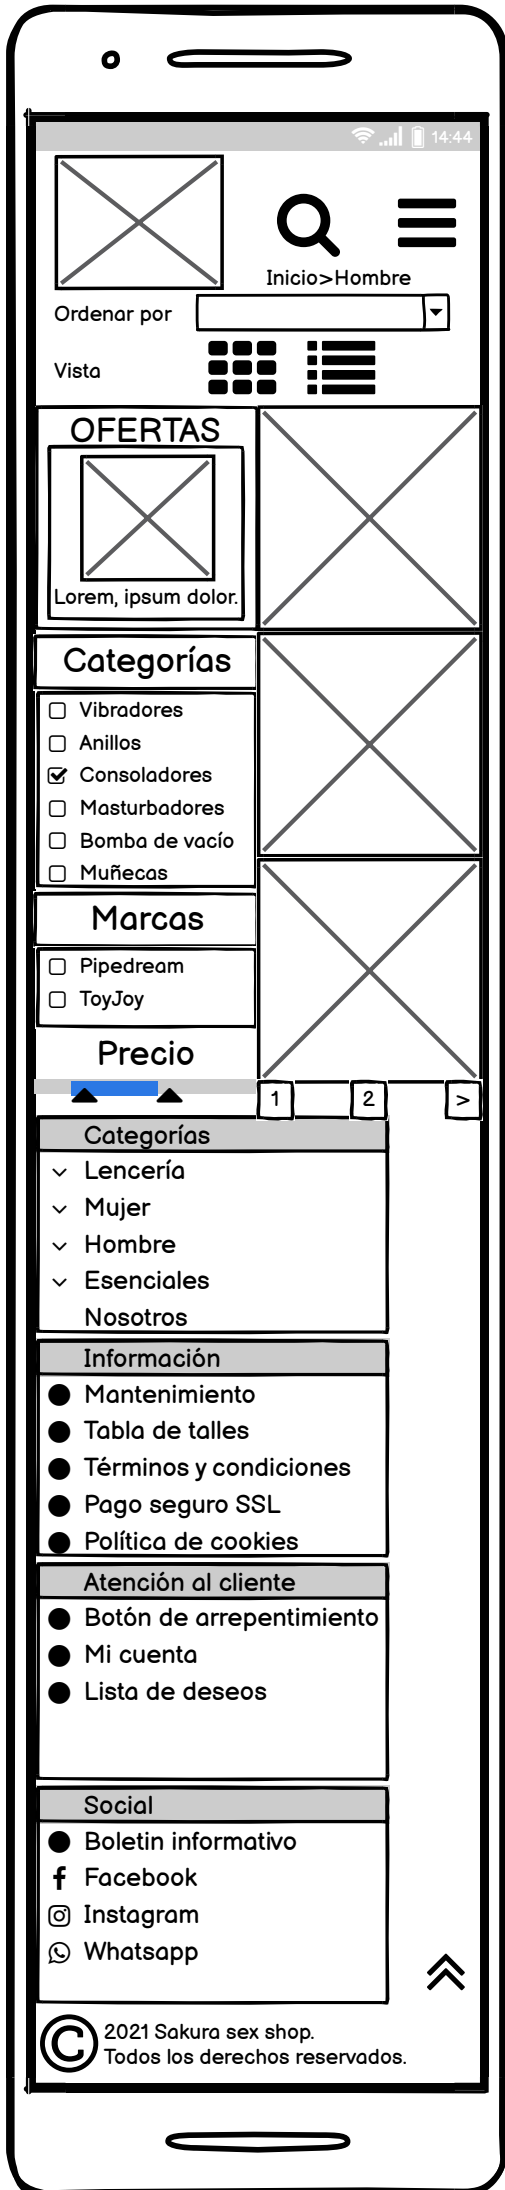 14:44
Inicio>Hombre
Ordenar por
Vista
OFERTAS
Lorem, ipsum dolor.
Categorías
Vibradores
Anillos
Consoladores
Masturbadores
Bomba de vacío
Muñecas
Marcas
Pipedream
ToyJoy
Precio
1 2 >
Categorías
Lencería
Mujer
Hombre
Esenciales
Nosotros
Información
Mantenimiento
Tabla de talles
Términos y condiciones
Pago seguro SSL
Política de cookies
Atención al cliente
Botón de arrepentimiento
Mi cuenta
Lista de deseos
Social
Boletin informativo
Facebook
Instagram
Whatsapp
© 2021 Sakura sex shop.
Todos los derechos reservados.